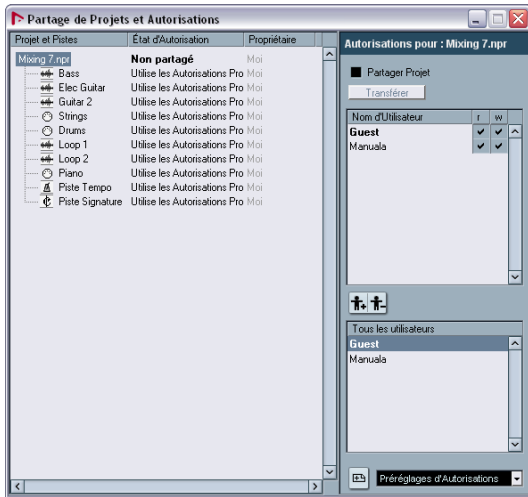 Partage de Projets et Autorisations
Projet et Pistes État d'Autorisation Propriétaire
Mixing 7.npr Non partagé Moi
Bass Utilise les Autorisations Pro Moi
Elec Guitar Utilise les Autorisations Pro Moi
Guitar 2 Utilise les Autorisations Pro Moi
Strings Utilise les Autorisations Pro Moi
Drums Utilise les Autorisations Pro Moi
Loop 1 Utilise les Autorisations Pro Moi
Loop 2 Utilise les Autorisations Pro Moi
Piano Utilise les Autorisations Pro Moi
Piste Tempo Utilise les Autorisations Pro Moi
Piste Signature Utilise les Autorisations Pro Moi
Autorisations pour : Mixing 7.npr
Partager Projet
Transférer
Nom d'Utilisateur r w
Guest
Manuala
Tous les utilisateurs
Guest
Manuala
Préréglages d'Autorisations